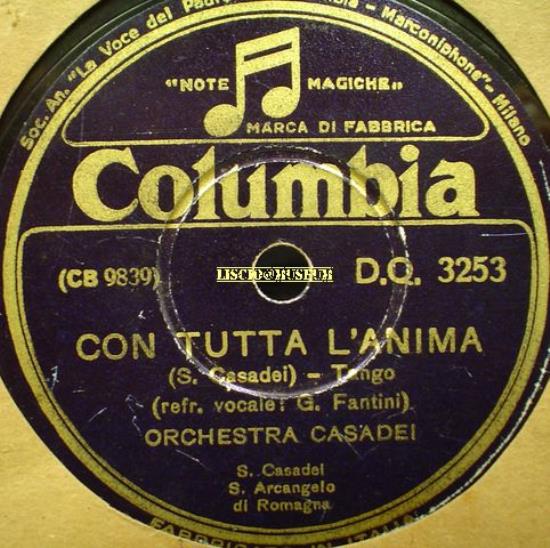 Soc. An. "La Voce del Padrone - Columbia - Marconiphone" - Milano
"NOTE MAGICHE"
MARCA DI FABBRICA
Columbia
(CB 9839)
LISCIO@MUSEUM
D.Q. 3253
CON TUTTA L'ANIMA
(S. Casadei) - Tango
(refr. vocale: G. Fantini)
ORCHESTRA CASADEI
S. Casadei
S. Arcangelo
di Romagna
FABBRICATO IN ITALIA